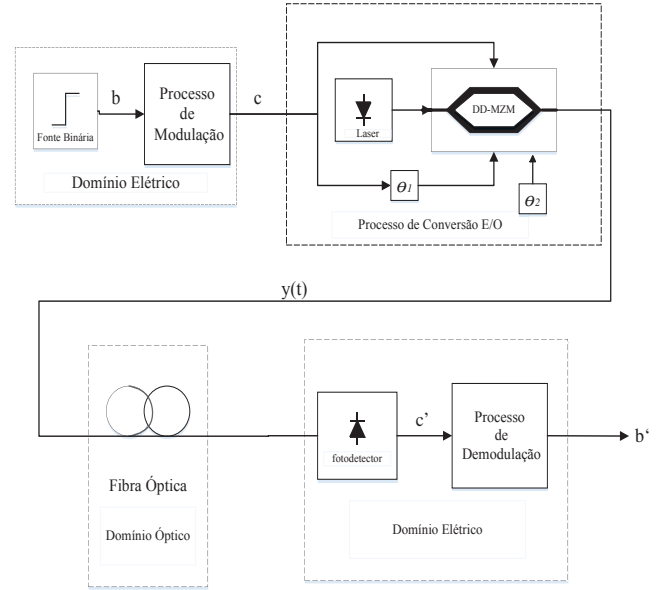 b
Fonte Binária
Processo
de
Modulação
Domínio Elétrico
c
Laser
DD-MZM
θ1
θ2
Processo de Conversão E/O
y(t)
Fibra Óptica
Domínio Óptico
fotodetector
c’
Processo
de
Demodulação
b‘
Domínio Elétrico